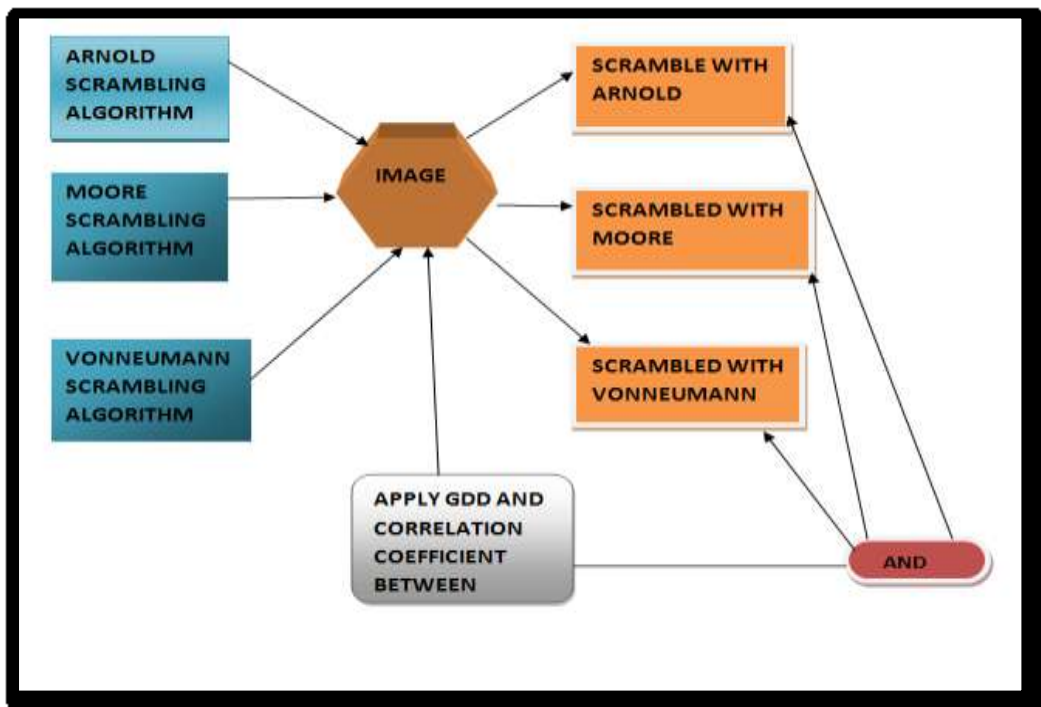 ARNOLD
SCRAMBLING
ALGORITHM
MOORE
SCRAMBLING
ALGORITHM
VONNEUMANN
SCRAMBLING
ALGORITHM
IMAGE
SCRAMBLE WITH
ARNOLD
SCRAMBLED WITH
MOORE
SCRAMBLED WITH
VONNEUMANN
APPLY GDD AND
CORRELATION
COEFFICIENT
BETWEEN
AND